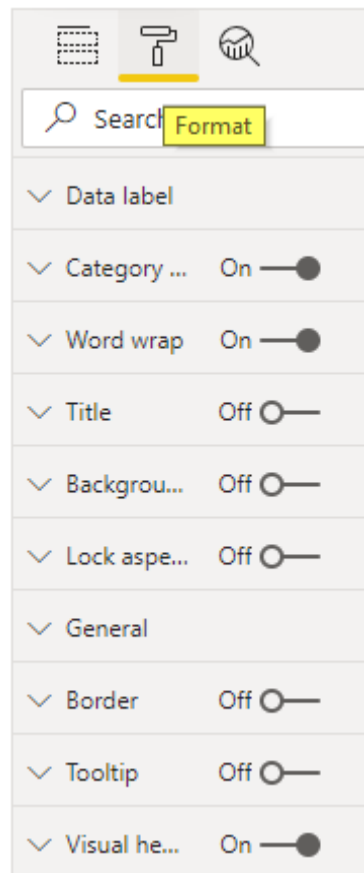 Search
Format
Data label
Category ... On
Word wrap On
Title Off
Backgrou... Off
Lock aspe... Off
General
Border Off
Tooltip Off
Visual he... On